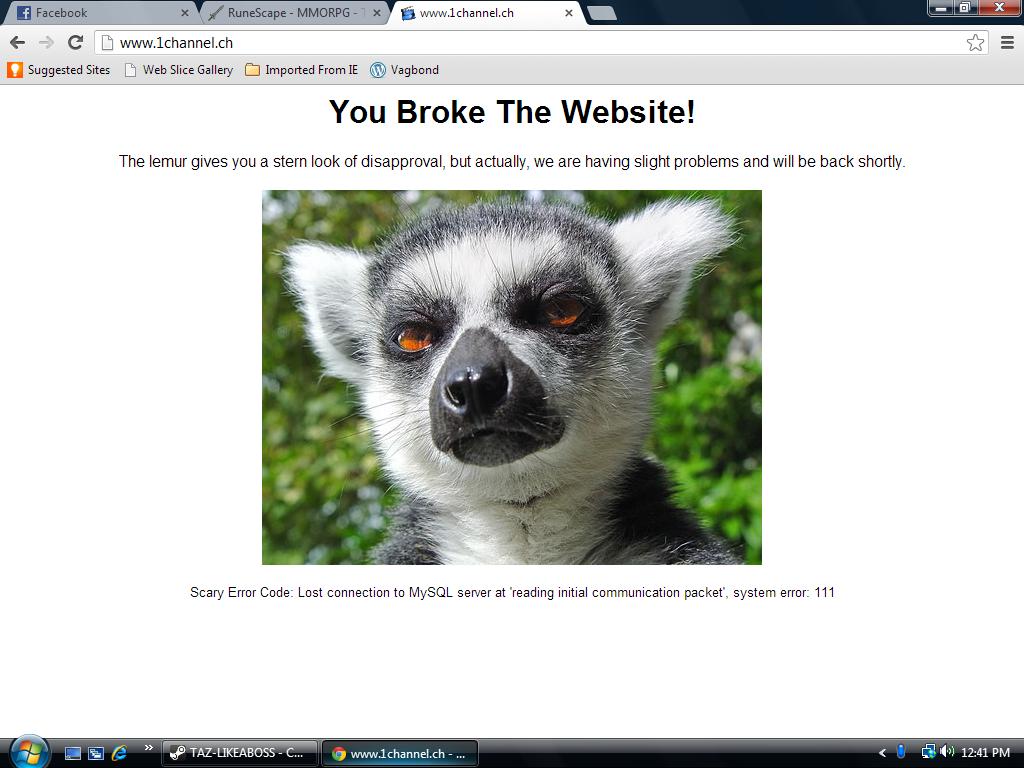 Facebook
RuneScape - MMORPG - T
www.1channel.ch
www.1channel.ch
Suggested Sites
Web Slice Gallery
Imported From IE
Vagbond
You Broke The Website!
The lemur gives you a stern look of disapproval, but actually, we are having slight problems and will be back shortly.
Scary Error Code: Lost connection to MySQL server at 'reading initial communication packet', system error: 111
TAZ-LIKEABOSS - C...
www.1channel.ch - ...
12:41 PM